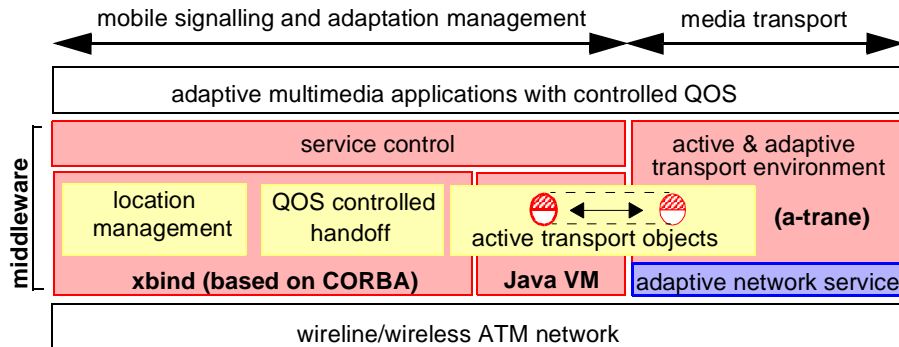 mobile signalling and adaptation management
media transport
adaptive multimedia applications with controlled QOS
middleware
service control
active & adaptive
transport environment
(a-trane)
location
management
QOS controlled
handoff
active transport objects
xbind (based on CORBA)
Java VM
adaptive network service
wireline/wireless ATM network